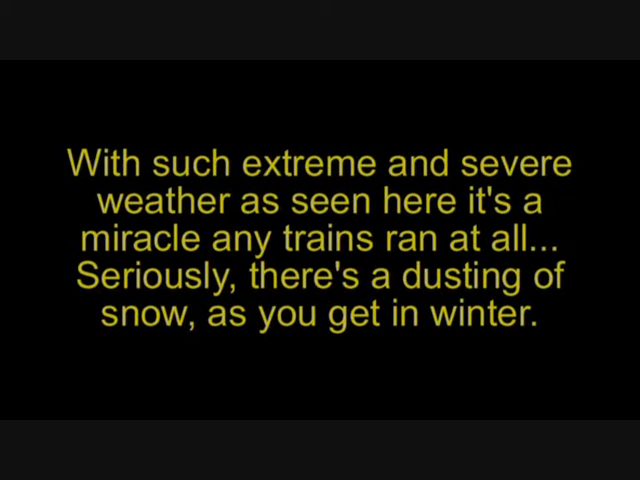 With such extreme and severe
weather as seen here it's a
miracle any trains ran at all...
Seriously, there's a dusting of
snow, as you get in winter.